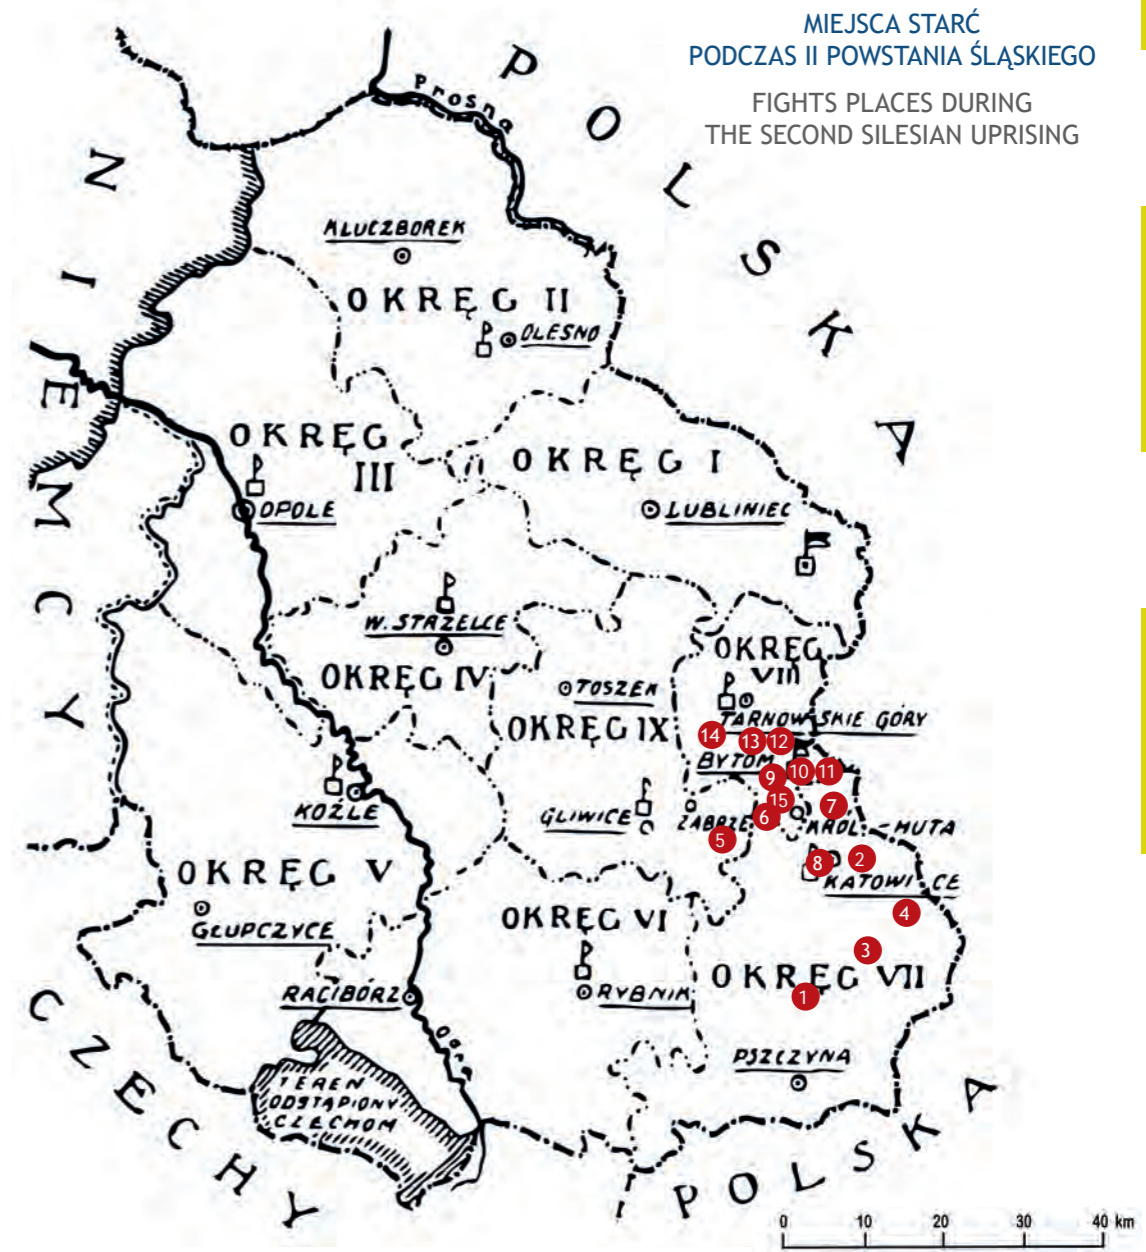 MIEJSCA STARĆ
PODCZAS II POWSTANIA ŚLĄSKIEGO
FIGHTS PLACES DURING
THE SECOND SILESIAN UPRISING
POLSKA
Prosna
NIEMCY
KLUCZBOREK
OKRĘG II
OLESNO
OKRĘG
III
OKRĘG I
OPOLE
LUBLINIEC
W. STRZELCE
OKRĘG IV
OKRĘG
VIII
TOSZEK
OKRĘG IX
TARNOWSKIE GÓRY
14
13
12
BYTOM
9
10
11
KOŹLE
GLIWICE
ZABRZE
15
6
7
5
KRÓL-HUTA
8
2
KATOWICE
OKRĘG V
GŁUPCZYCE
OKRĘG VI
4
3
OKRĘG VII
1
RACIBÓRZ
RYBNIK
Odra
PSZCZYNA
TEREN
ODSTĄPIONY
CZECHOM
CZECHY
POLSKA
0 10 20 30 40 km